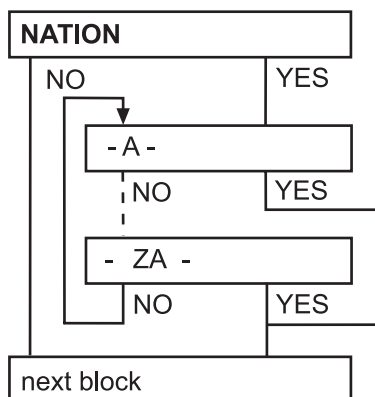 NATION
NO
YES
- A -
NO
YES
- ZA -
NO
YES
next block